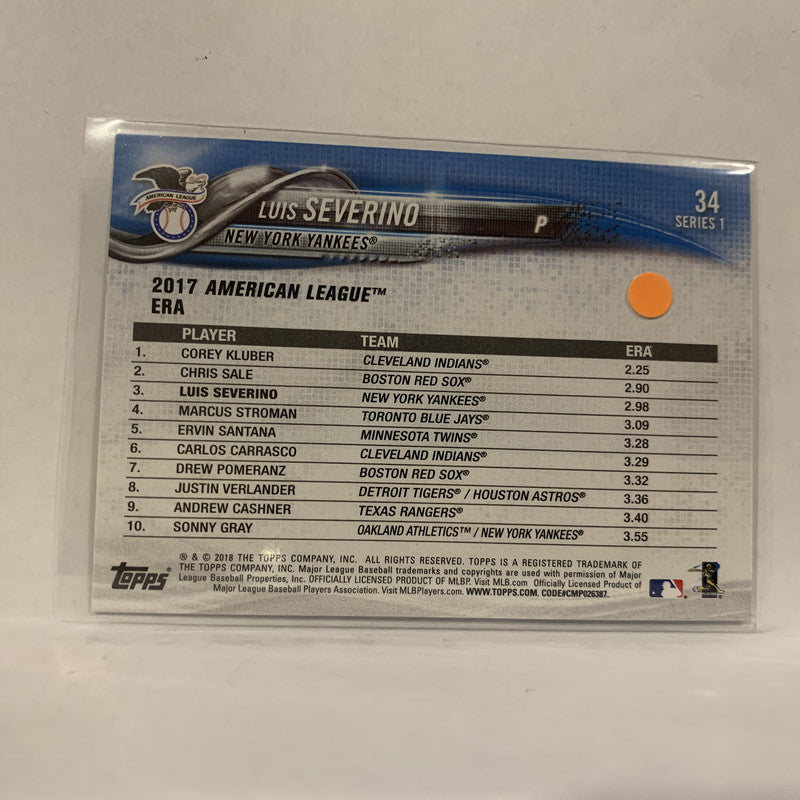 AMERICAN LEAGUE
LUIS SEVERINO P
NEW YORK YANKEES®
34
SERIES 1
2017 AMERICAN LEAGUE™
ERA
PLAYER TEAM ERA
1. COREY KLUBER CLEVELAND INDIANS® 2.25
2. CHRIS SALE BOSTON RED SOX® 2.90
3. LUIS SEVERINO NEW YORK YANKEES® 2.98
4. MARCUS STROMAN TORONTO BLUE JAYS® 3.09
5. ERVIN SANTANA MINNESOTA TWINS® 3.28
6. CARLOS CARRASCO CLEVELAND INDIANS® 3.29
7. DREW POMERANZ BOSTON RED SOX® 3.32
8. JUSTIN VERLANDER DETROIT TIGERS® / HOUSTON ASTROS® 3.36
9. ANDREW CASHNER TEXAS RANGERS® 3.40
10. SONNY GRAY OAKLAND ATHLETICS™ / NEW YORK YANKEES® 3.55
Topps®
® & © 2018 THE TOPPS COMPANY, INC. ALL RIGHTS RESERVED. TOPPS IS A REGISTERED TRADEMARK OF
THE TOPPS COMPANY, INC. Major League Baseball trademarks and copyrights are used with permission of Major
League Baseball Properties, Inc. OFFICIALLY LICENSED PRODUCT OF MLBP. Visit MLB.com Officially Licensed Product of
Major League Baseball Players Association. Visit MLBPlayers.com. WWW.TOPPS.COM. CODE#CMP026387.